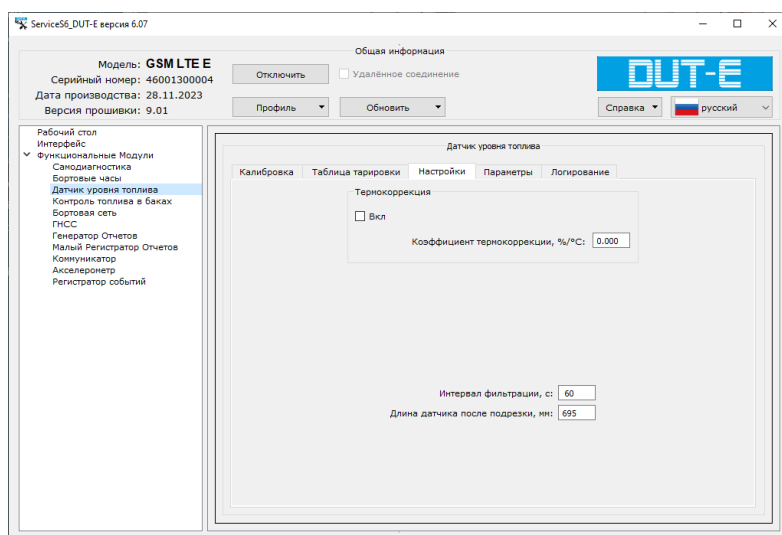 ServiceS6_DUT-E версия 6.07
Общая информация
Модель: GSM LTE E
Серийный номер: 46001300004
Дата производства: 28.11.2023
Версия прошивки: 9.01
Отключить
Удалённое соединение
Профиль
Обновить
DUT-E
Справка
русский
Рабочий стол
Интерфейс
Функциональные Модули
Самодиагностика
Бортовые часы
Датчик уровня топлива
Контроль топлива в баках
Бортовая сеть
ГНСС
Генератор Отчетов
Малый Регистратор Отчетов
Коммуникатор
Акселерометр
Регистратор событий
Датчик уровня топлива
Калибровка Таблица тарировки Настройки Параметры Логирование
Термокоррекция
Вкл
Коэффициент термокоррекции, %/°C: 0.000
Интервал фильтрации, с: 60
Длина датчика после подрезки, мм: 695